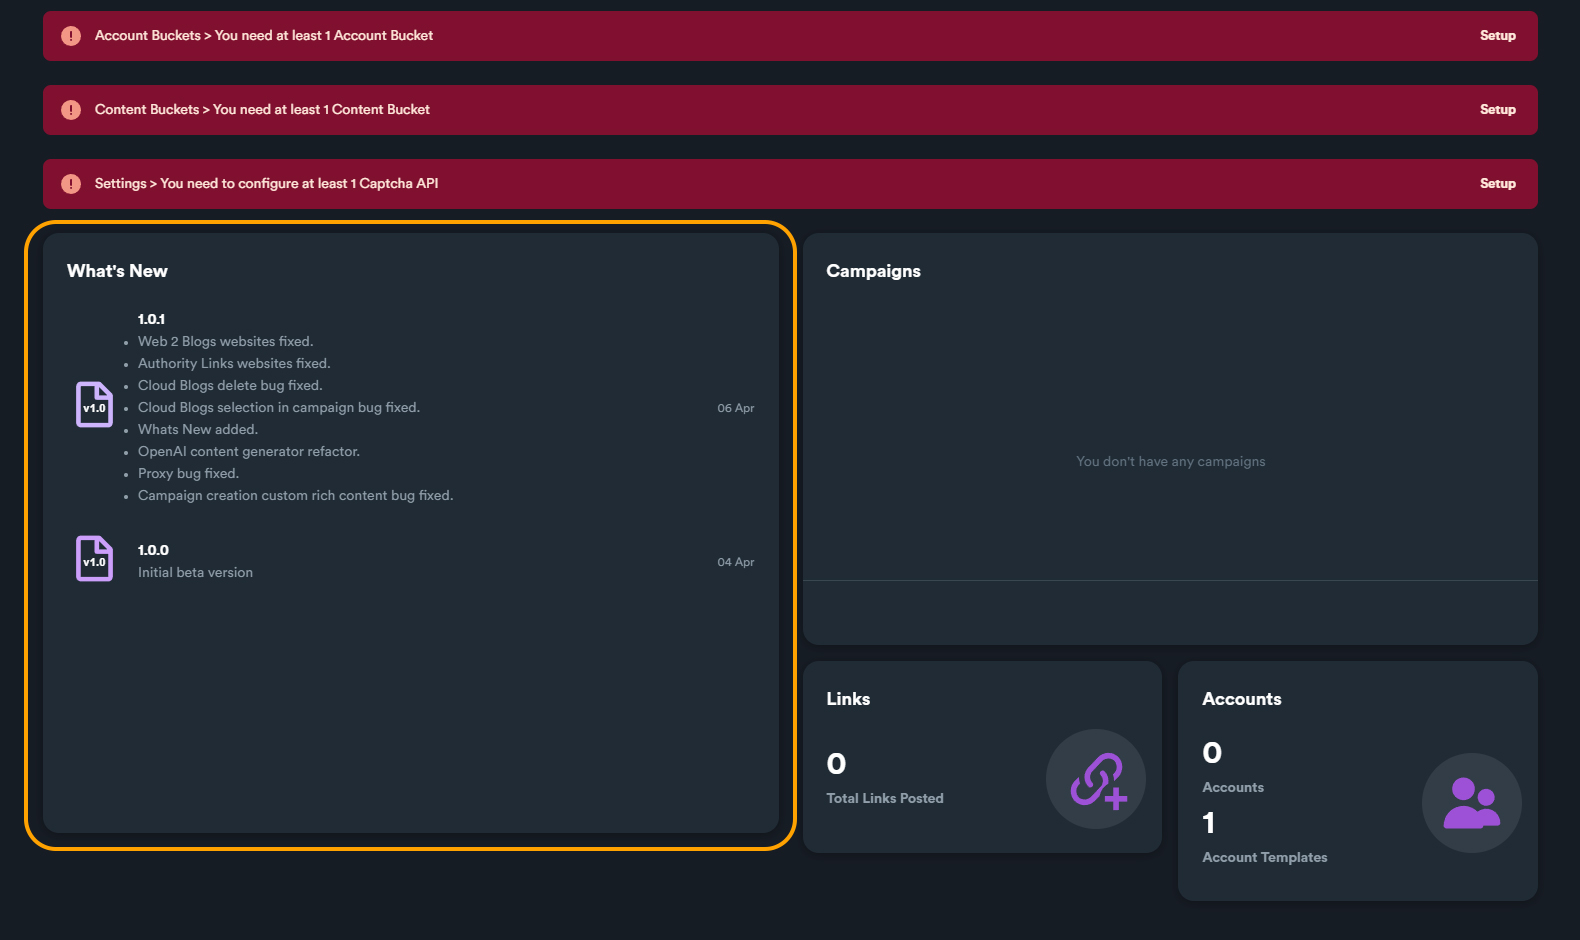 Account Buckets > You need at least 1 Account Bucket
Setup
Content Buckets > You need at least 1 Content Bucket
Setup
Settings > You need to configure at least 1 Captcha API
Setup
What's New
1.0.1
• Web 2 Blogs websites fixed.
• Authority Links websites fixed.
• Cloud Blogs delete bug fixed.
v1.0
• Cloud Blogs selection in campaign bug fixed.
06 Apr
• Whats New added.
• OpenAI content generator refactor.
• Proxy bug fixed.
• Campaign creation custom rich content bug fixed.
v1.0
1.0.0
Initial beta version
04 Apr
Campaigns
You don't have any campaigns
Links
0
Total Links Posted
Accounts
0
Accounts
1
Account Templates